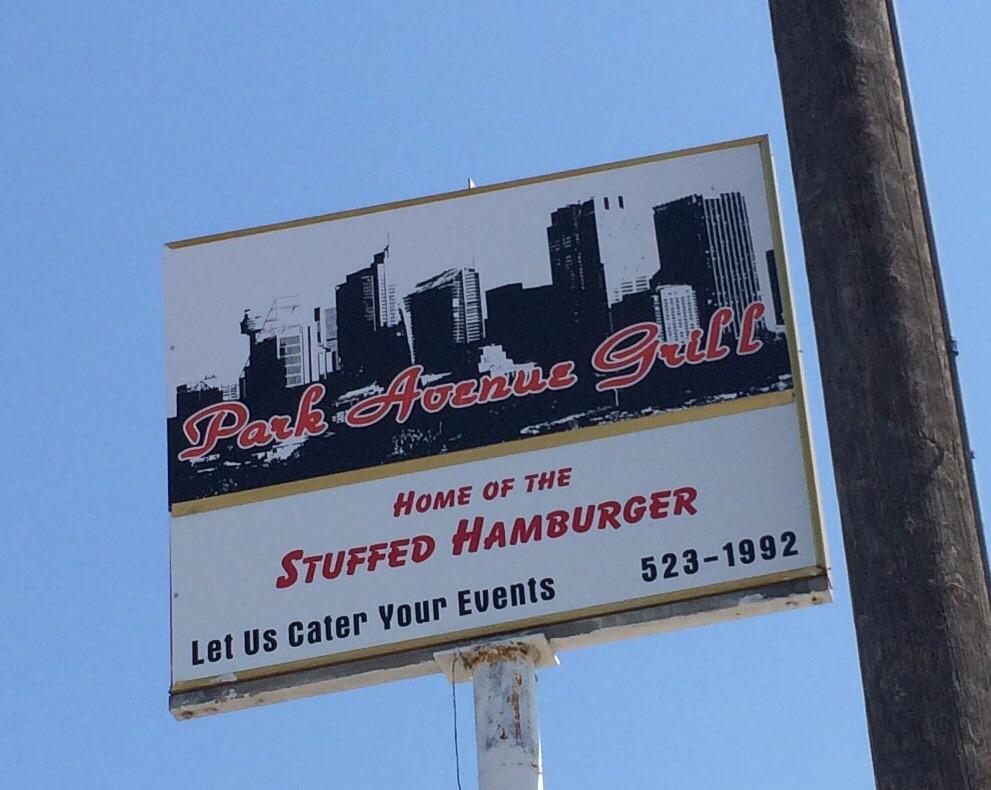 Park Avenue Grill
HOME OF THE
STUFFED HAMBURGER
523-1992
Let Us Cater Your Events